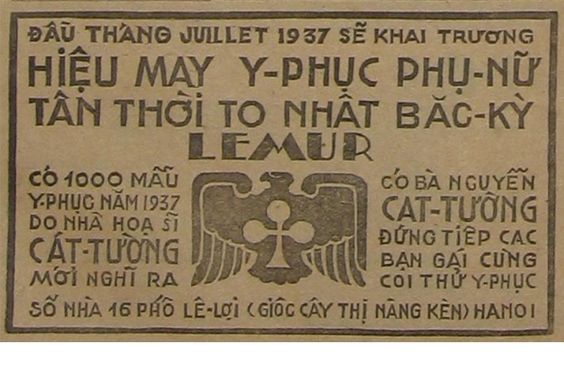 ĐẦU THÁNG JUILLET 1937 SẼ KHAI TRƯƠNG
HIỆU MAY Y-PHỤC PHỤ-NỮ
TÂN THỜI TO NHẤT BẮC-KỲ
LEMUR
CÓ 1000 MẪU
Y-PHỤC NĂM 1937
DO NHÀ HỌA SĨ
CÁT-TƯỜNG
MỚI NGHĨ RA
CÓ BÀ NGUYỄN
CÁT-TƯỜNG
ĐỨNG TIẾP CÁC
BẠN GÁI CÙNG
COI THỬ Y-PHỤC
SỐ NHÀ 16 PHỐ LÊ-LỢI (GIỐC CÂY THỊ NÀNG KÈN) HANOI